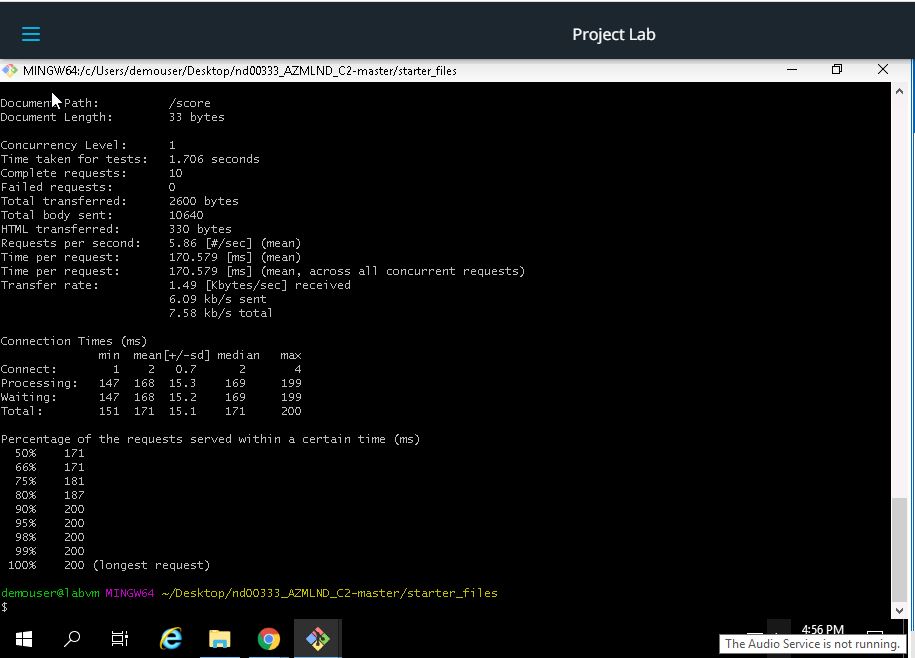 Project Lab
MINGW64:/c/Users/demouser/Desktop/nd00333_AZMLND_C2-master/starter_files
Document Path: /score
Document Length: 33 bytes
Concurrency Level: 1
Time taken for tests: 1.706 seconds
Complete requests: 10
Failed requests: 0
Total transferred: 2600 bytes
Total body sent: 10640
HTML transferred: 330 bytes
Requests per second: 5.86 [#/sec] (mean)
Time per request: 170.579 [ms] (mean)
Time per request: 170.579 [ms] (mean, across all concurrent requests)
Transfer rate: 1.49 [Kbytes/sec] received
6.09 kb/s sent
7.58 kb/s total
Connection Times (ms)
min mean[+/-sd] median max
Connect: 1 2 0.7 2 4
Processing: 147 168 15.3 169 199
Waiting: 147 168 15.2 169 199
Total: 151 171 15.1 171 200
Percentage of the requests served within a certain time (ms)
50% 171
66% 171
75% 181
80% 187
90% 200
95% 200
98% 200
99% 200
100% 200 (longest request)
demouser@labvm MINGW64 ~/Desktop/nd00333_AZMLND_C2-master/starter_files
$
4:56 PM
The Audio Service is not running.